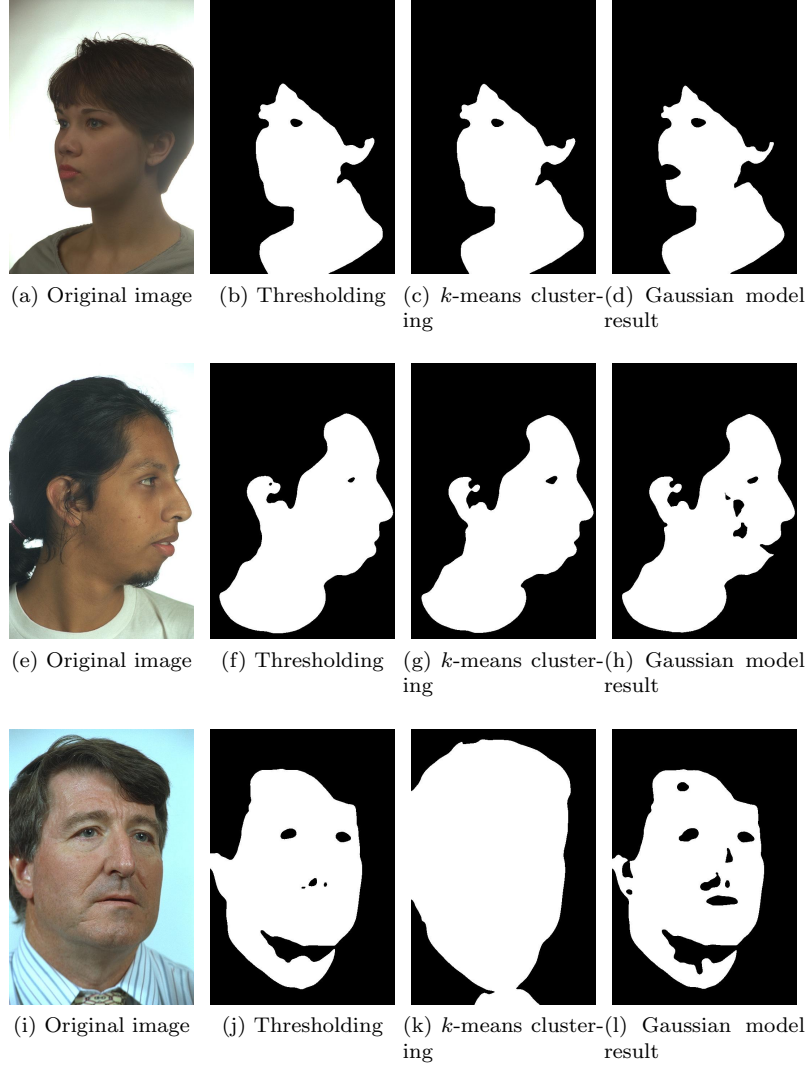 (a) Original image
(b) Thresholding
(c) k-means cluster-
ing
(d) Gaussian model
result
(e) Original image
(f) Thresholding
(g) k-means cluster-
ing
(h) Gaussian model
result
(i) Original image
(j) Thresholding
(k) k-means cluster-
ing
(l) Gaussian model
result